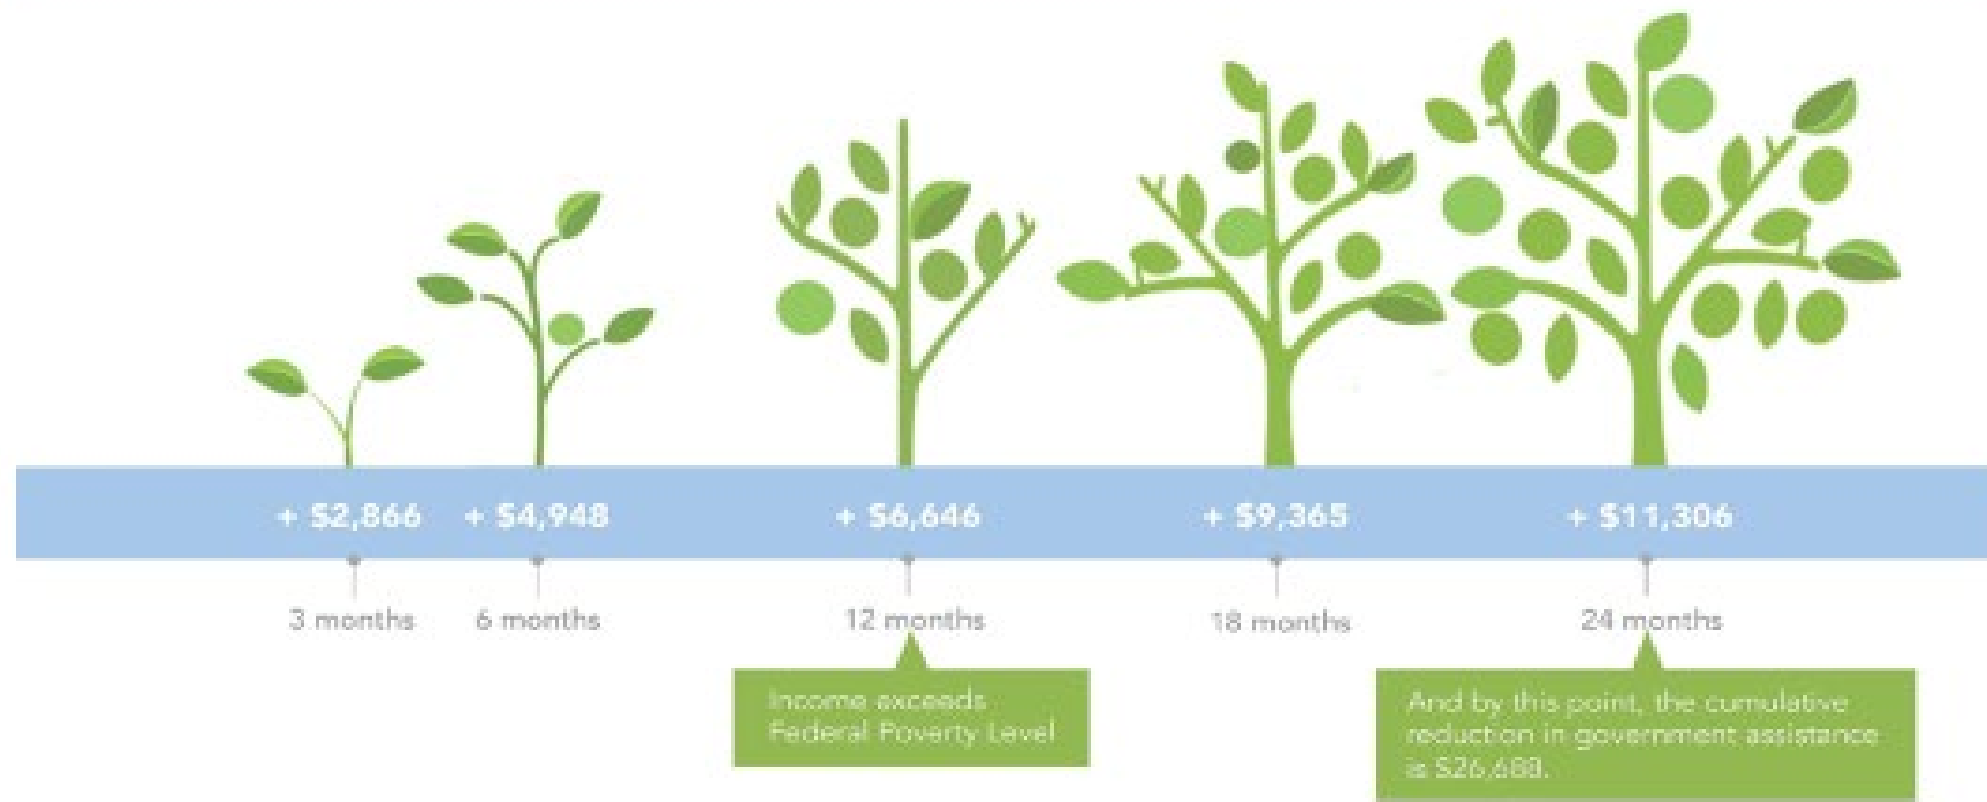 + $2,866
+ $4,948
+ $6,646
+ $9,365
+ $11,306
3 months
6 months
12 months
18 months
24 months
Income exceeds
Federal Poverty Level
And by this point, the cumulative
reduction in government assistance
is $26,688.